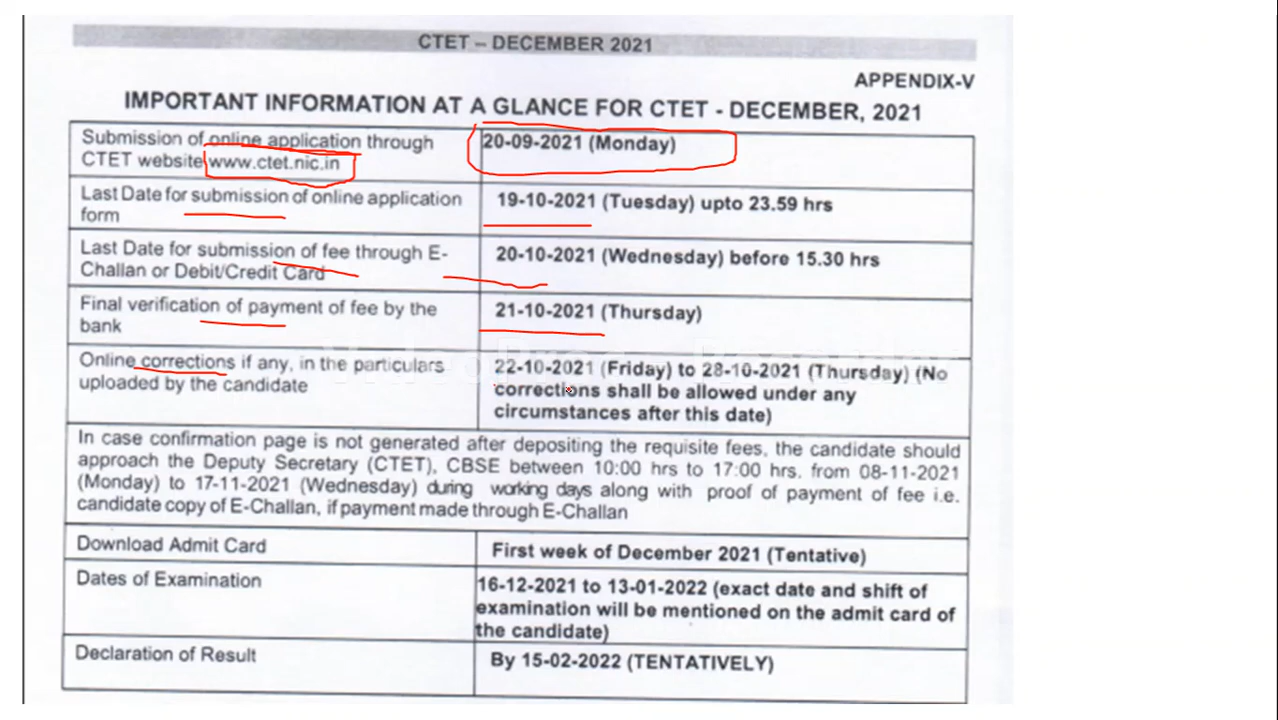 CTET – DECEMBER 2021
APPENDIX-V
IMPORTANT INFORMATION AT A GLANCE FOR CTET - DECEMBER, 2021
Submission of online application through
CTET website www.ctet.nic.in
20-09-2021 (Monday)
Last Date for submission of online application
form
19-10-2021 (Tuesday) upto 23.59 hrs
Last Date for submission of fee through E-
Challan or Debit/Credit Card
20-10-2021 (Wednesday) before 15.30 hrs
Final verification of payment of fee by the
bank
21-10-2021 (Thursday)
Online corrections if any, in the particulars
uploaded by the candidate
22-10-2021 (Friday) to 28-10-2021 (Thursday) (No
corrections shall be allowed under any
circumstances after this date)
In case confirmation page is not generated after depositing the requisite fees, the candidate should
approach the Deputy Secretary (CTET), CBSE between 10:00 hrs to 17:00 hrs. from 08-11-2021
(Monday) to 17-11-2021 (Wednesday) during working days along with proof of payment of fee i.e.
candidate copy of E-Challan, if payment made through E-Challan
Download Admit Card
First week of December 2021 (Tentative)
Dates of Examination
16-12-2021 to 13-01-2022 (exact date and shift of
examination will be mentioned on the admit card of
the candidate)
Declaration of Result
By 15-02-2022 (TENTATIVELY)